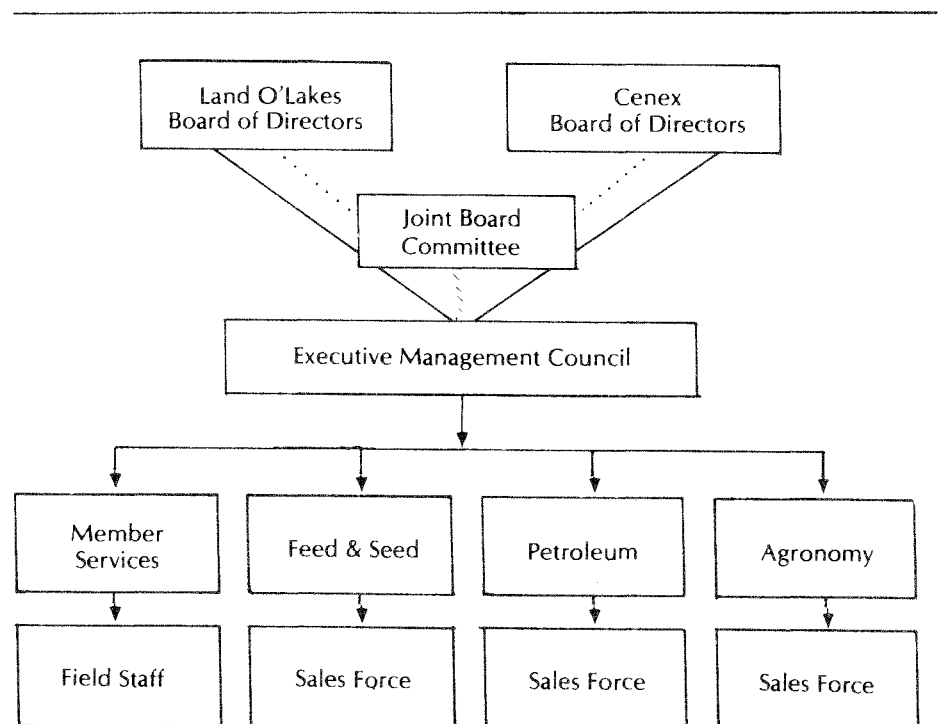 Land O'Lakes
Board of Directors
Cenex
Board of Directors
Joint Board
Committee
Executive Management Council
Member
Services
Feed & Seed
Petroleum
Agronomy
Field Staff
Sales Force
Sales Force
Sales Force